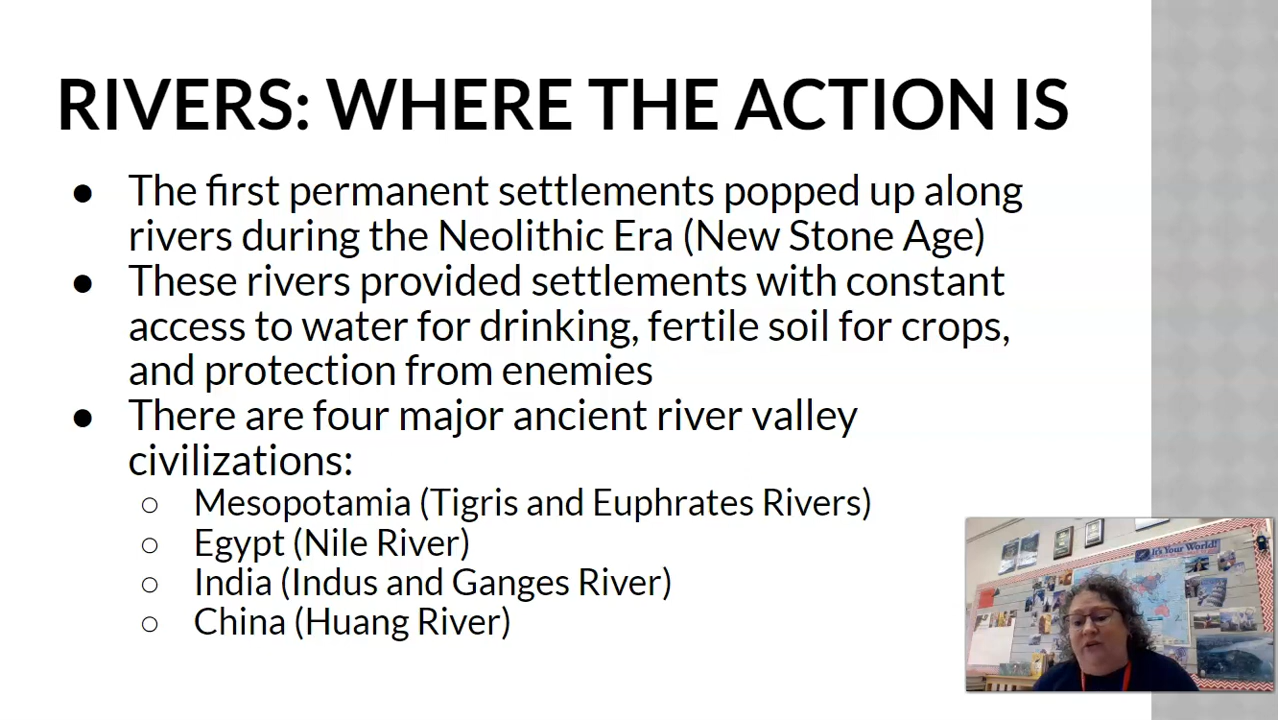 RIVERS: WHERE THE ACTION IS
● The first permanent settlements popped up along
rivers during the Neolithic Era (New Stone Age)
● These rivers provided settlements with constant
access to water for drinking, fertile soil for crops,
and protection from enemies
● There are four major ancient river valley
civilizations:
○ Mesopotamia (Tigris and Euphrates Rivers)
○ Egypt (Nile River)
○ India (Indus and Ganges River)
○ China (Huang River)
It's Your World!